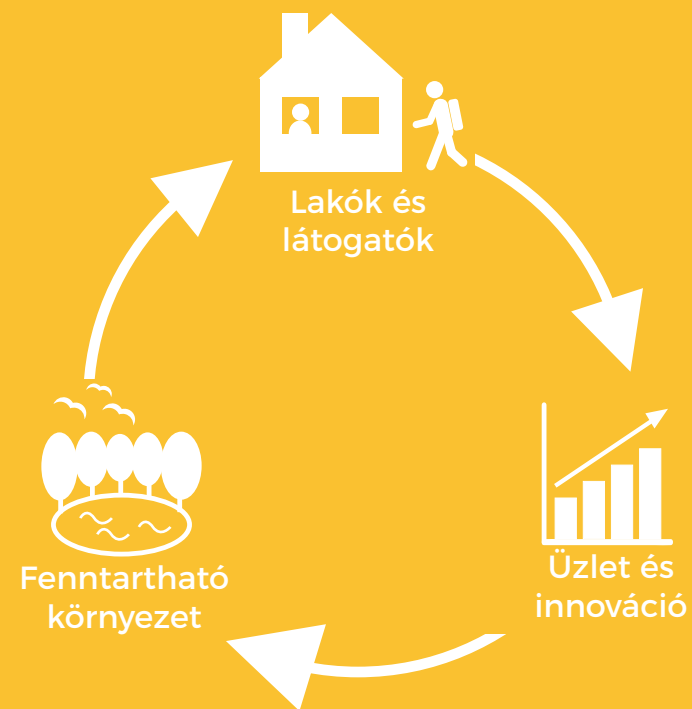 Lakók és
látogatók
Üzlet és
innováció
Fenntartható
környezet